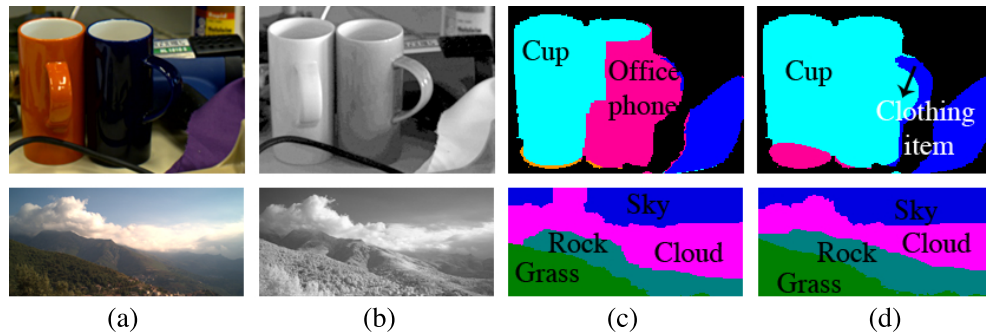 Cup
Office
phone
Cup
Clothing
item
Sky
Rock
Cloud
Grass
Sky
Rock
Cloud
Grass
(a)
(b)
(c)
(d)